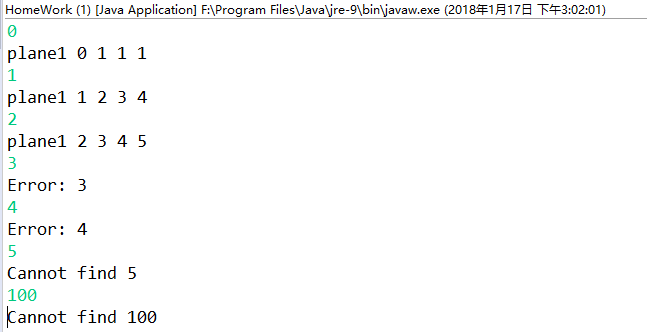 HomeWork (1) [Java Application] F:\Program Files\Java\jre-9\bin\javaw.exe (2018年1月17日 下午3:02:01)
0
plane1 0 1 1 1
1
plane1 1 2 3 4
2
plane1 2 3 4 5
3
Error: 3
4
Error: 4
5
Cannot find 5
100
Cannot find 100